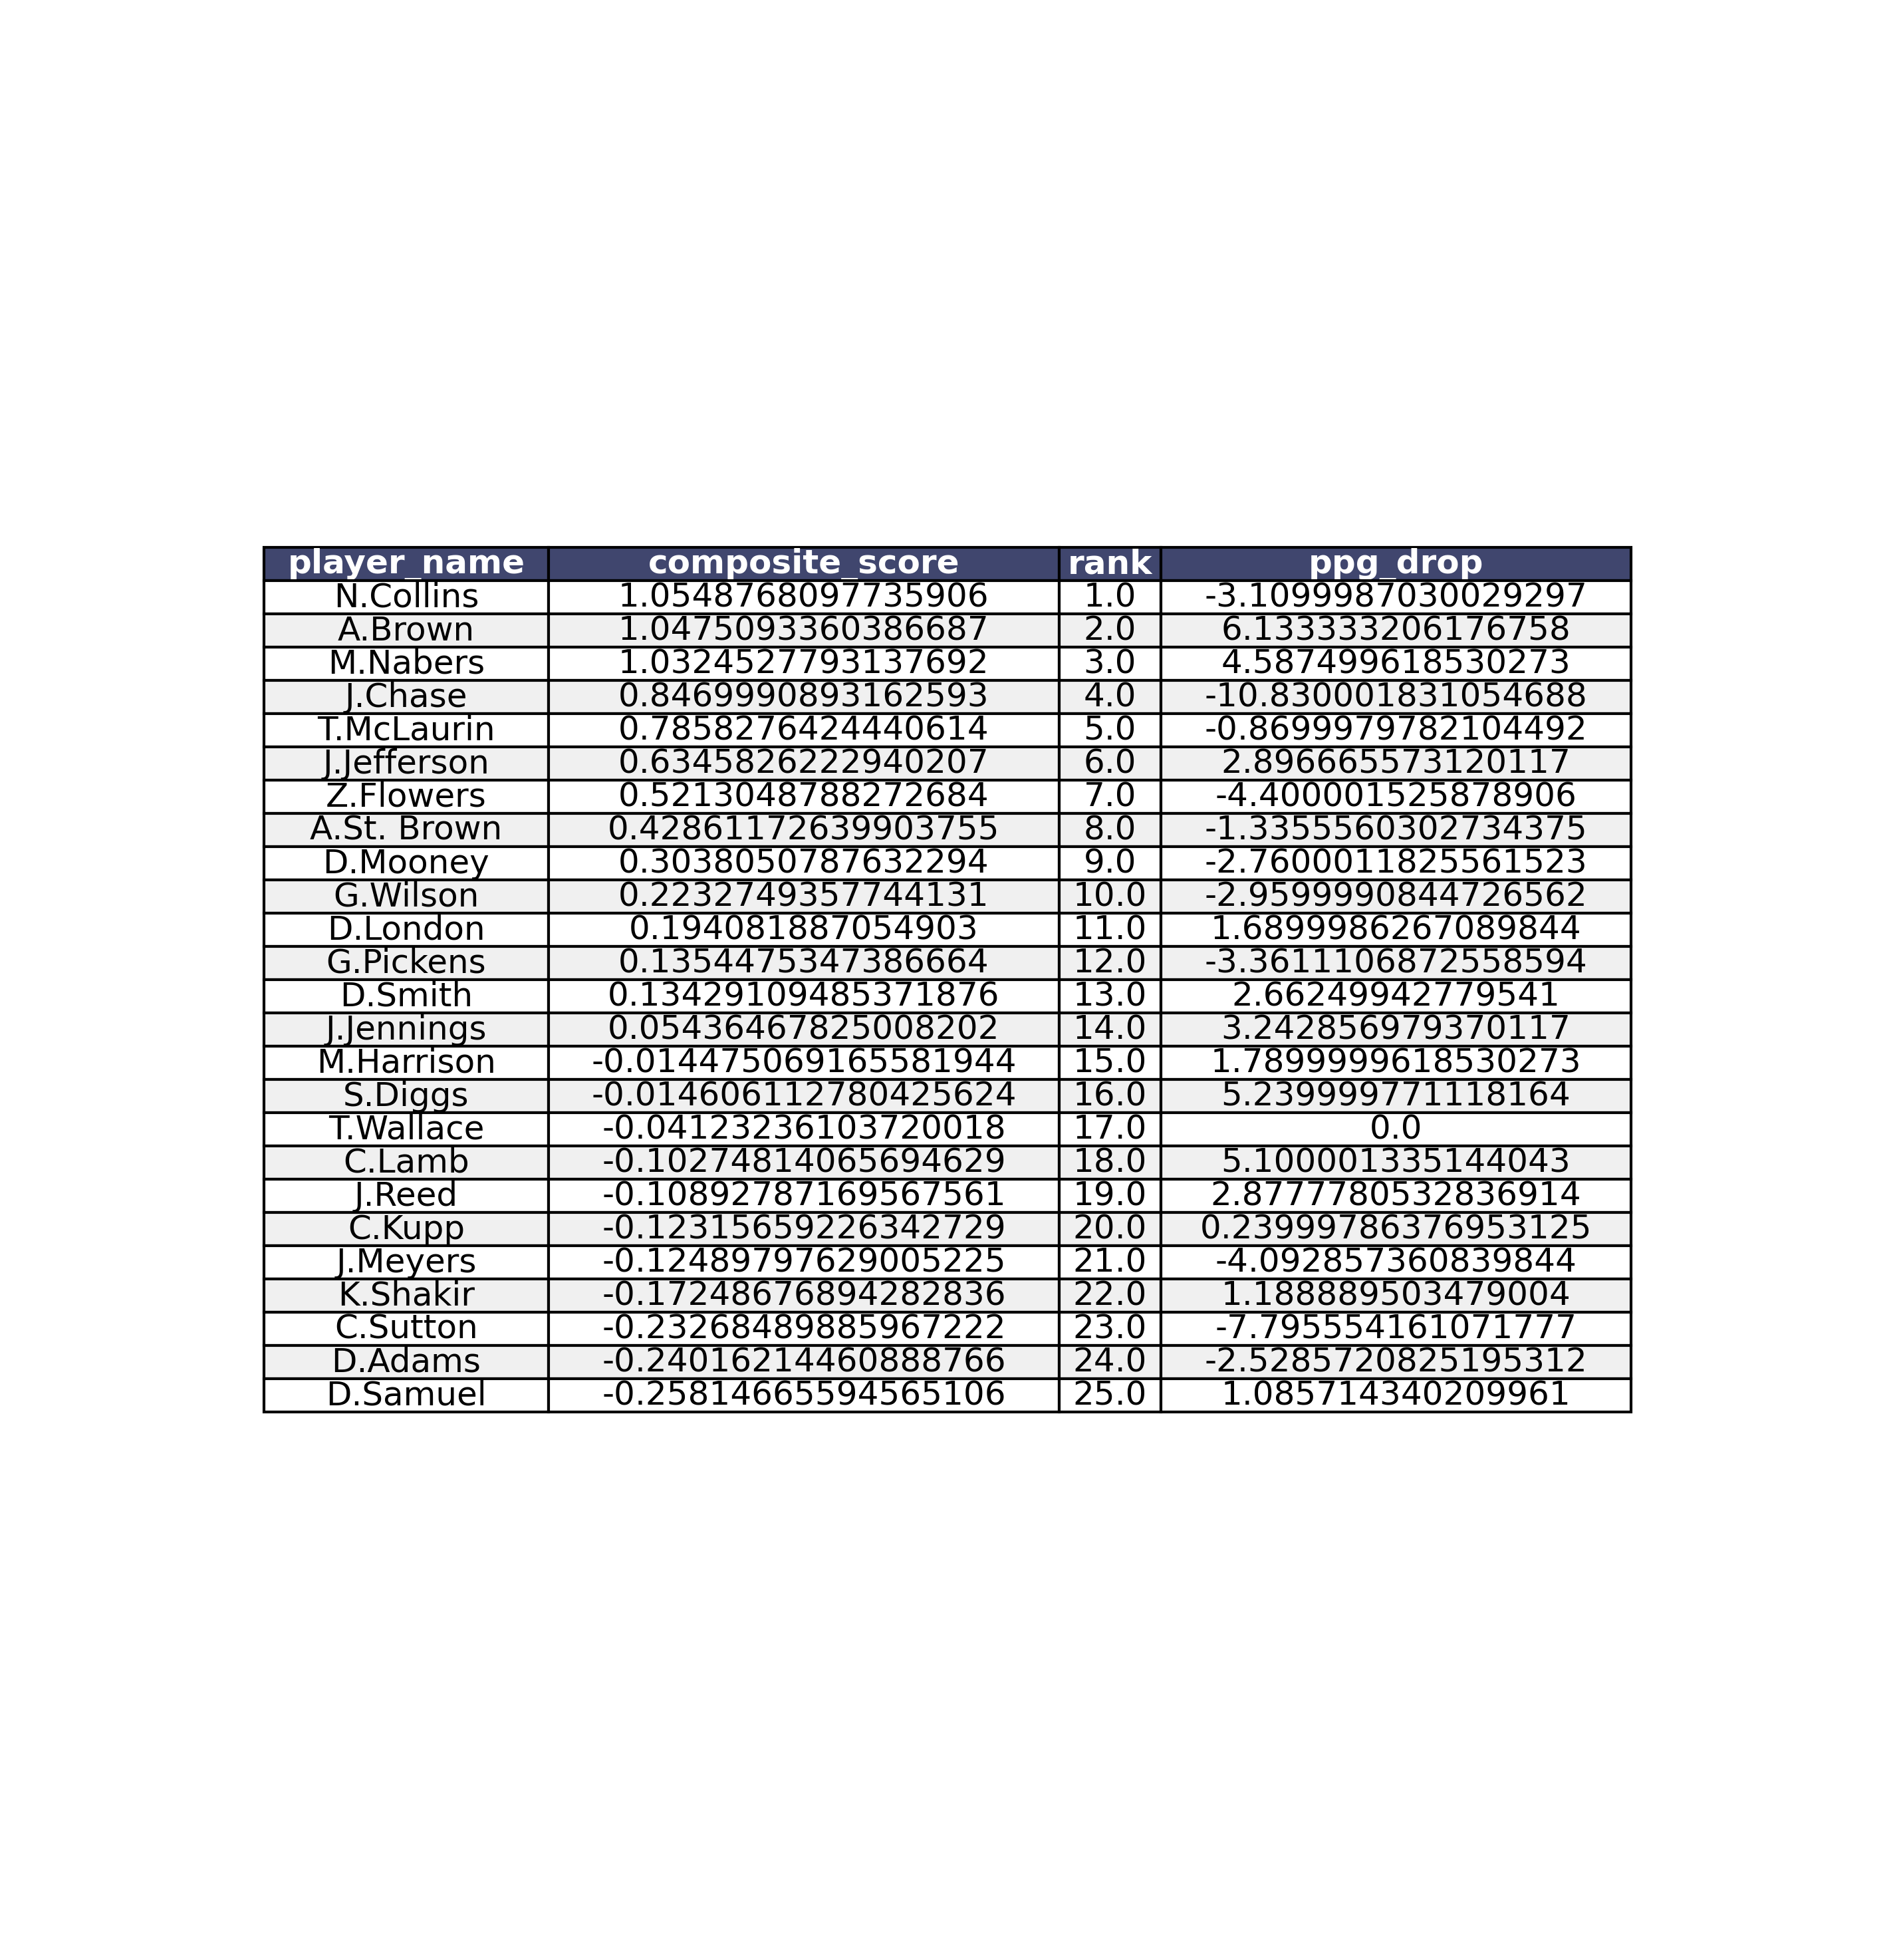 player_name composite_score rank ppg_drop
N.Collins 1.0548768097735906 1.0 -3.1099987030029297
A.Brown 1.0475093360386687 2.0 6.133333206176758
M.Nabers 1.0324527793137692 3.0 4.587499618530273
J.Chase 0.8469990893162593 4.0 -10.830001831054688
T.McLaurin 0.7858276424440614 5.0 -0.8699979782104492
J.Jefferson 0.6345826222940207 6.0 2.896665573120117
Z.Flowers 0.5213048788272684 7.0 -4.400001525878906
A.St. Brown 0.42861172639903755 8.0 -1.3355560302734375
D.Mooney 0.3038050787632294 9.0 -2.7600011825561523
G.Wilson 0.2232749357744131 10.0 -2.9599990844726562
D.London 0.194081887054903 11.0 1.6899986267089844
G.Pickens 0.1354475347386664 12.0 -3.3611106872558594
D.Smith 0.13429109485371876 13.0 2.66249942779541
J.Jennings 0.05436467825008202 14.0 3.242856979370117
M.Harrison -0.014475069165581944 15.0 1.7899999618530273
S.Diggs -0.014606112780425624 16.0 5.239999771118164
T.Wallace -0.04123236103720018 17.0 0.0
C.Lamb -0.10274814065694629 18.0 5.100001335144043
J.Reed -0.10892787169567561 19.0 2.8777780532836914
C.Kupp -0.12315659226342729 20.0 0.23999786376953125
J.Meyers -0.12489797629005225 21.0 -4.092857360839844
K.Shakir -0.17248676894282836 22.0 1.188889503479004
C.Sutton -0.23268489885967222 23.0 -7.795554161071777
D.Adams -0.24016214460888766 24.0 -2.5285720825195312
D.Samuel -0.25814665594565106 25.0 1.085714340209961